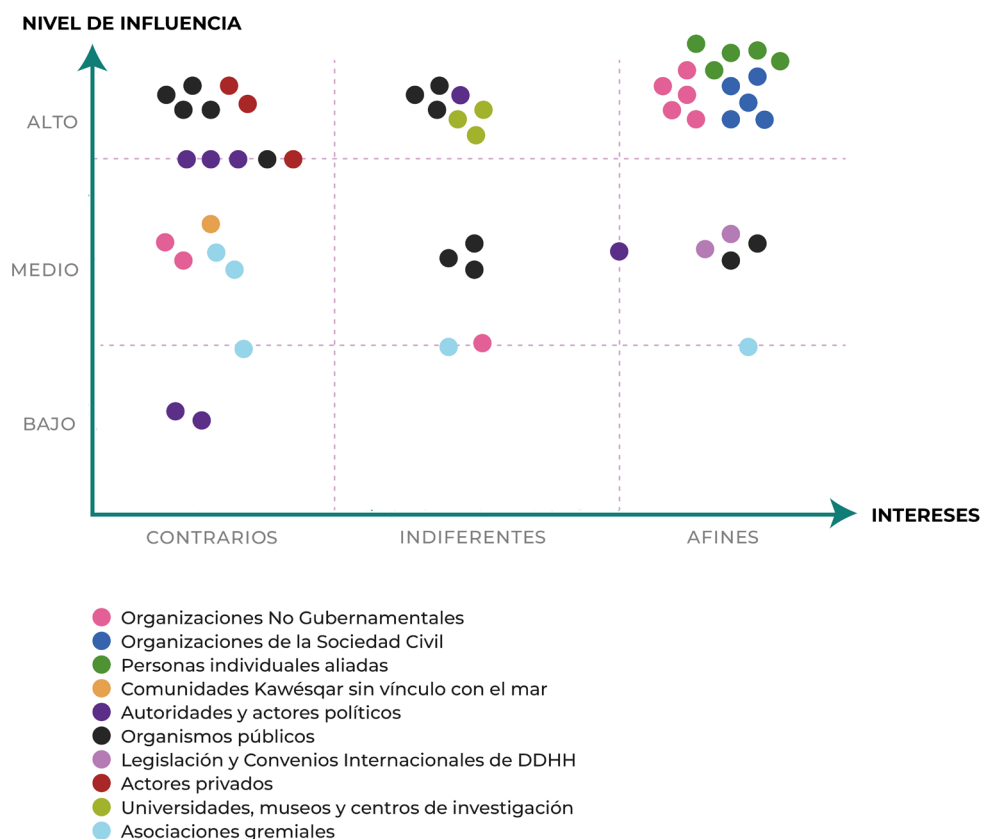 NIVEL DE INFLUENCIA
ALTO
MEDIO
BAJO
INTERESES
CONTRARIOS
INDIFERENTES
AFINES
Organizaciones No Gubernamentales
Organizaciones de la Sociedad Civil
Personas individuales aliadas
Comunidades Kawésqar sin vínculo con el mar
Autoridades y actores políticos
Organismos públicos
Legislación y Convenios Internacionales de DDHH
Actores privados
Universidades, museos y centros de investigación
Asociaciones gremiales